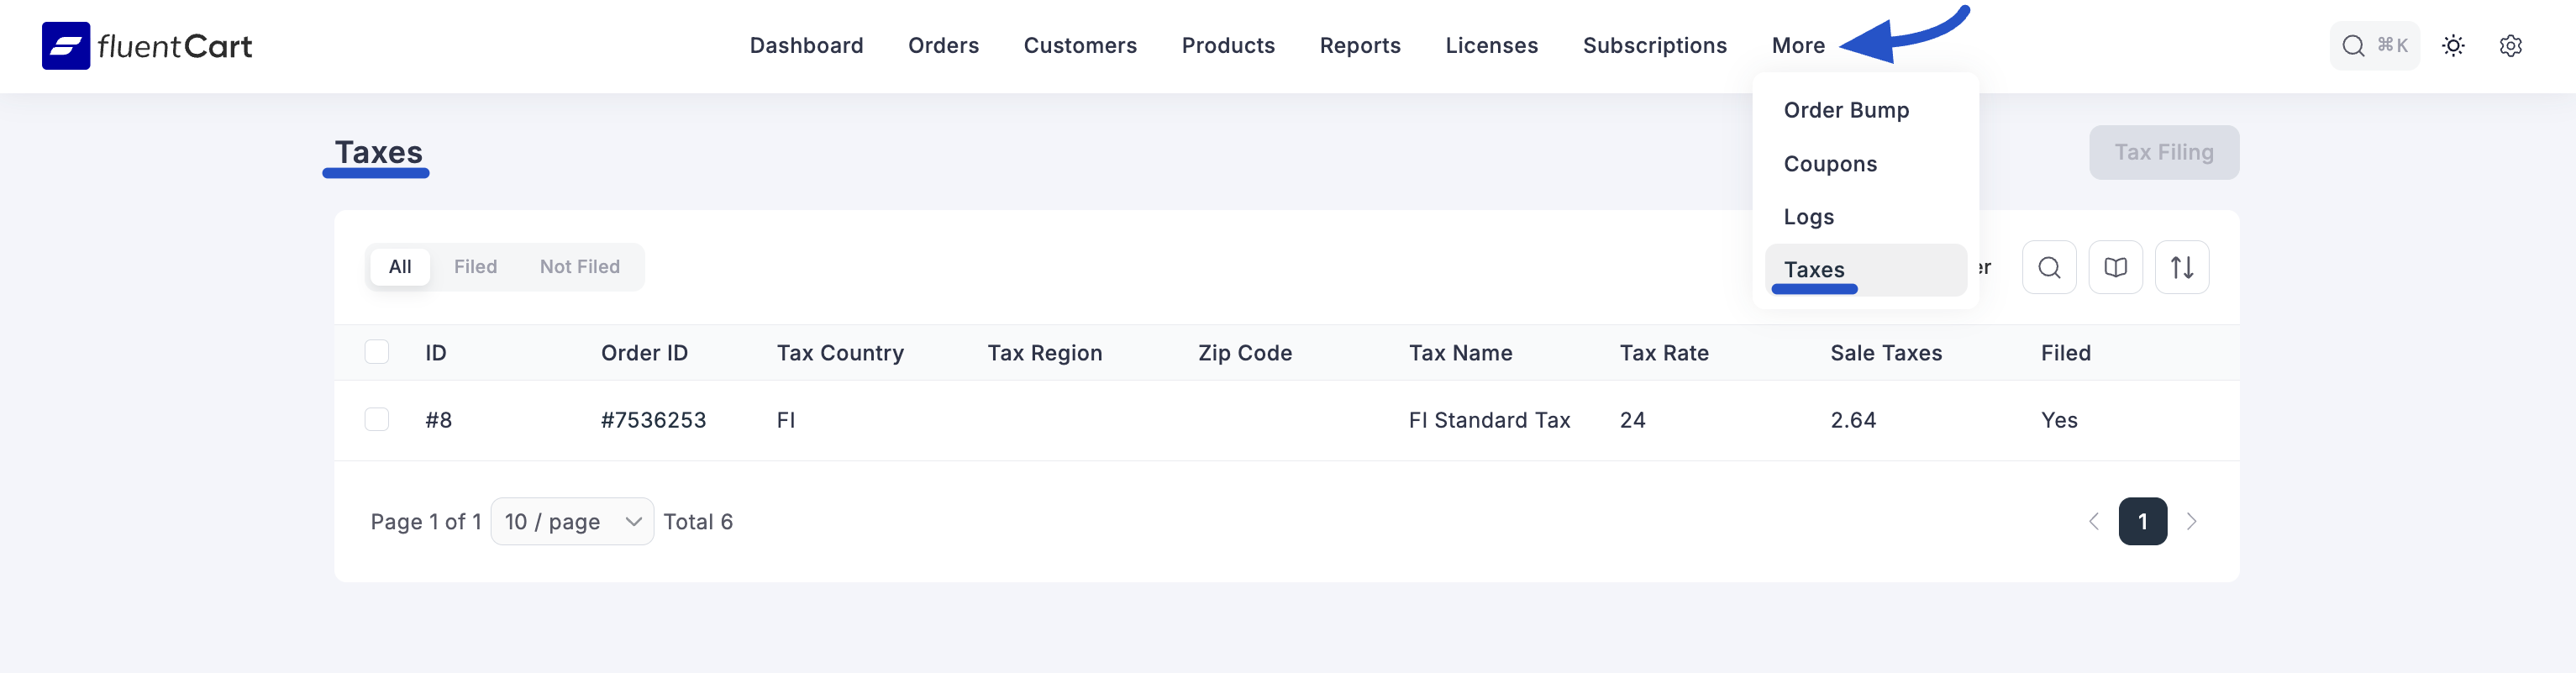 fluentCart
Dashboard Orders Customers Products Reports Licenses Subscriptions More
⌘K
Order Bump
Coupons
Logs
Taxes
Taxes
Tax Filing
All Filed Not Filed
er
ID Order ID Tax Country Tax Region Zip Code Tax Name Tax Rate Sale Taxes Filed
#8 #7536253 FI FI Standard Tax 24 2.64 Yes
Page 1 of 1 10 / page Total 6
1